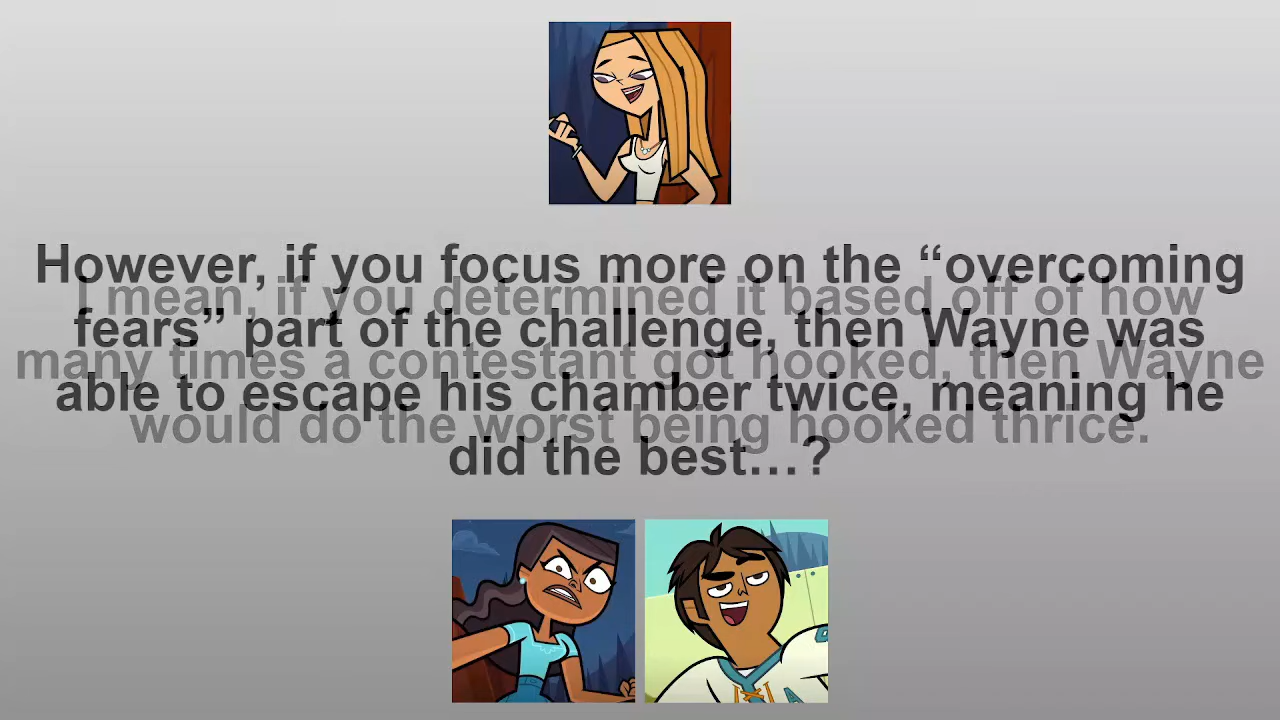 However, if you focus more on the “overcoming
fears” part of the challenge, then Wayne was
able to escape his chamber twice, meaning he
did the best…?
I mean, if you determined it based off of how
many times a contestant got hooked, then Wayne
would do the worst being hooked thrice.